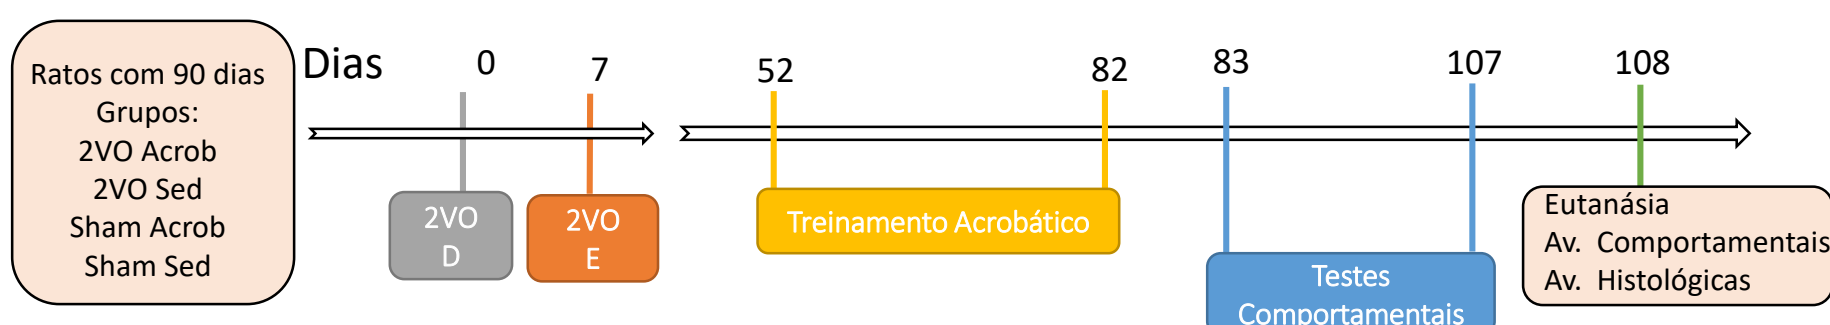 Ratos com 90 dias
Grupos:
2VO Acrob
2VO Sed
Sham Acrob
Sham Sed
Dias 0 7 52 82 83 107 108
2VO
D
2VO
E
Treinamento Acrobático
Testes
Comportamentais
Eutanásia
Av. Comportamentais
Av. Histológicas